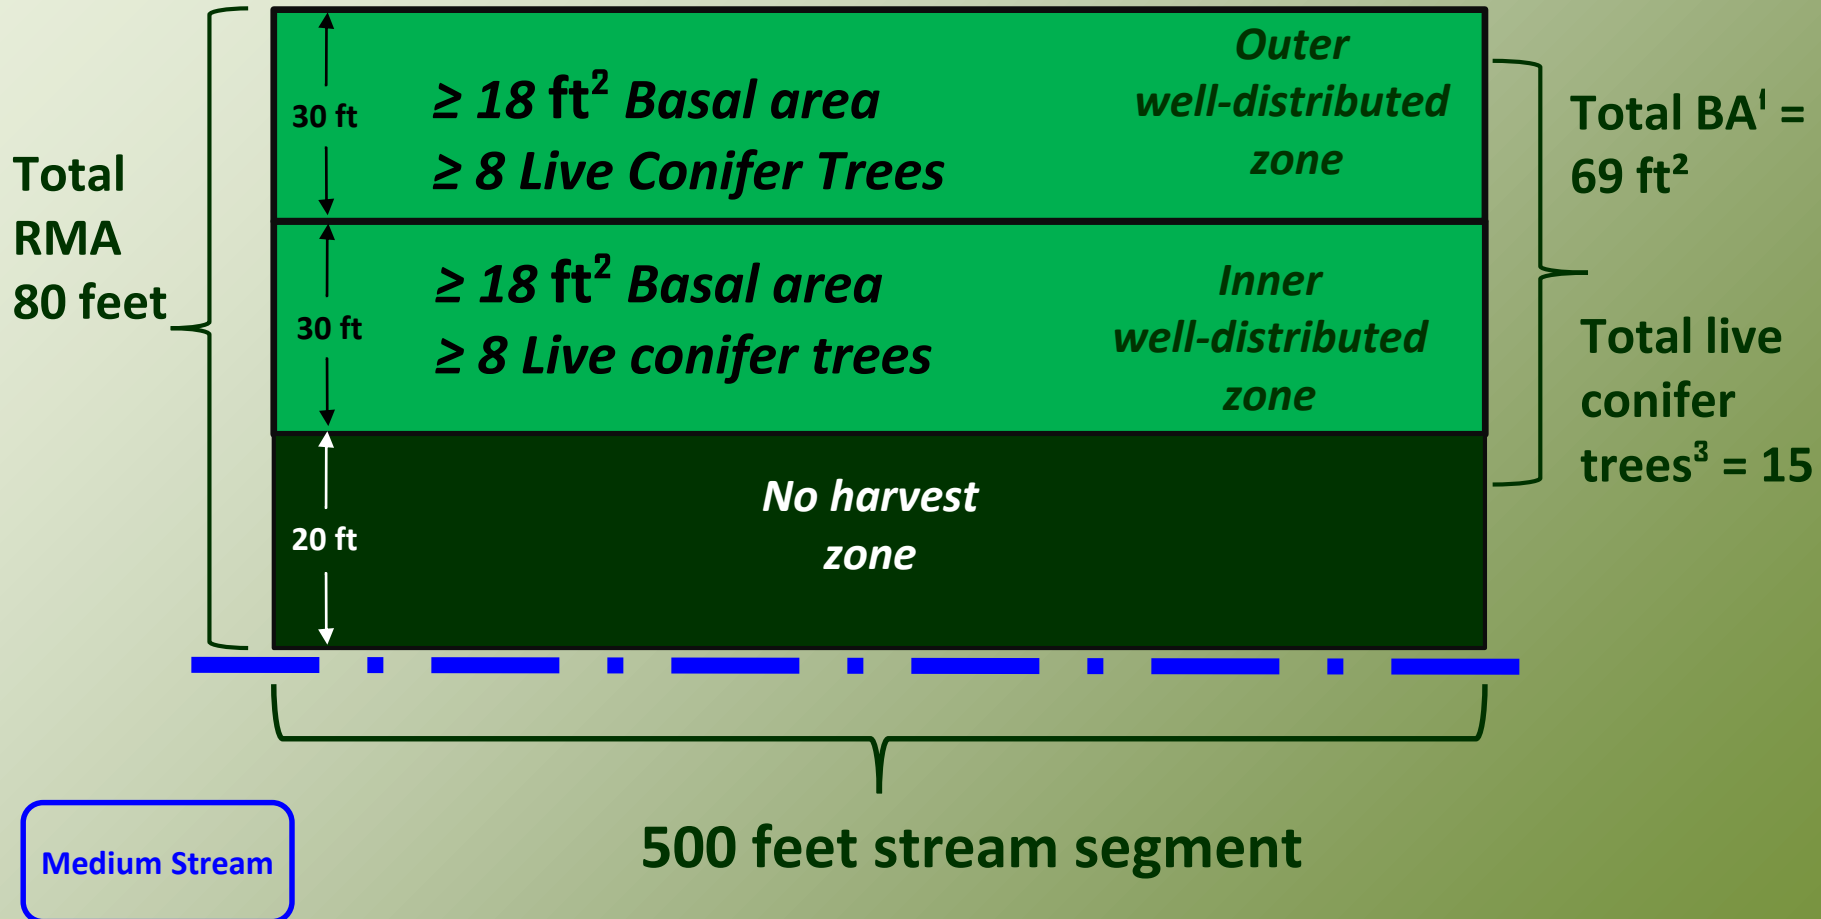 Total
RMA
80 feet
30 ft
≥ 18 ft² Basal area
≥ 8 Live Conifer Trees
Outer
well-distributed
zone
30 ft
≥ 18 ft² Basal area
≥ 8 Live conifer trees
Inner
well-distributed
zone
20 ft
No harvest
zone
Total BA¹ =
69 ft²
Total live
conifer
trees³ = 15
500 feet stream segment
Medium Stream